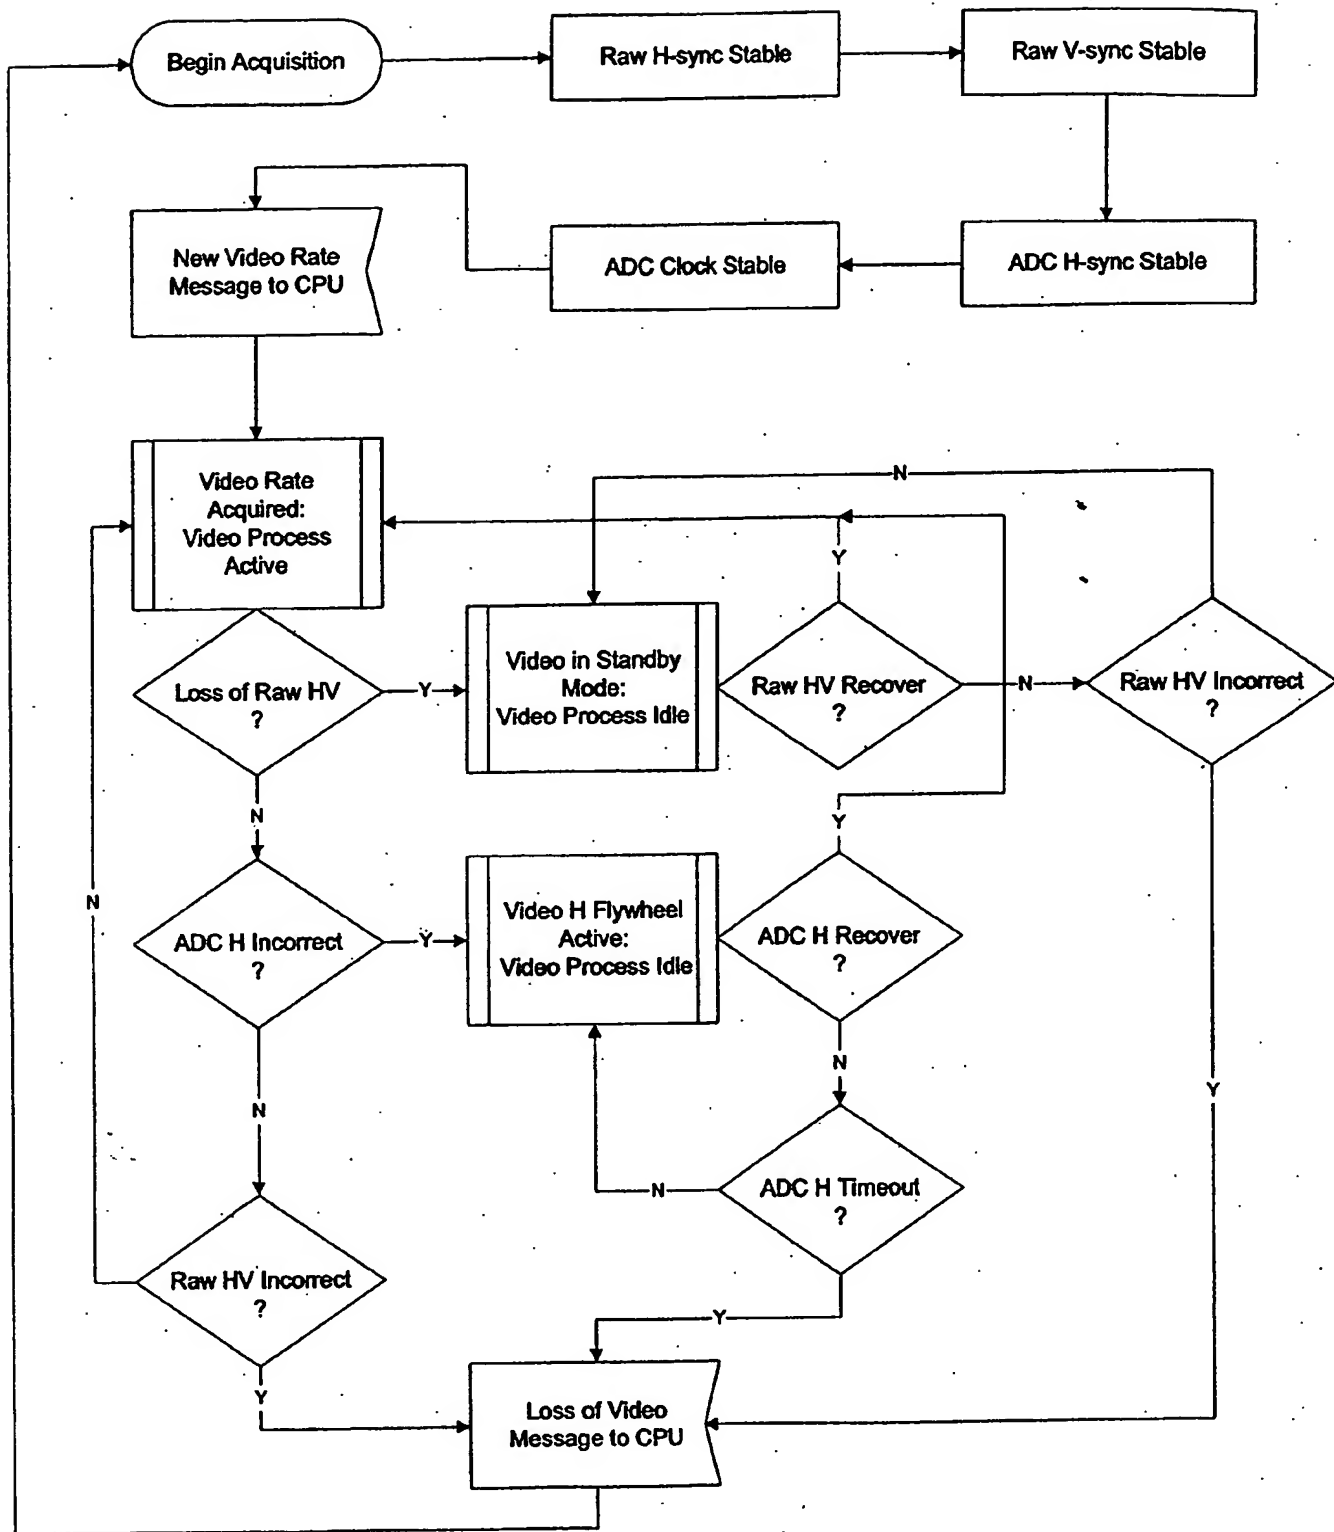 Begin Acquisition
Raw H-sync Stable
Raw V-sync Stable
New Video Rate
Message to CPU
ADC Clock Stable
ADC H-sync Stable
Video Rate
Acquired:
Video Process
Active
N
Y
Loss of Raw HV
?
Y
Video in Standby
Mode:
Video Process Idle
Raw HV Recover
?
N
Raw HV Incorrect
?
N
Y
N
ADC H Incorrect
?
Y
Video H Flywheel
Active:
Video Process Idle
ADC H Recover
?
N
Y
N
N
ADC H Timeout
?
Raw HV Incorrect
?
Y
Y
Loss of Video
Message to CPU